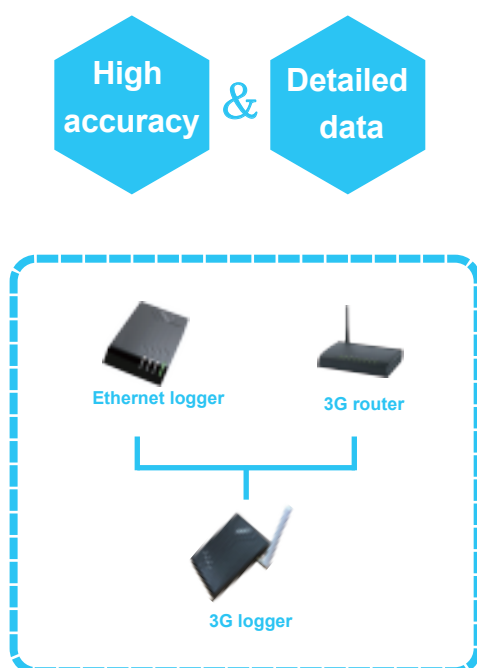 High
accuracy
&
Detailed
data
Ethernet logger
3G router
3G logger